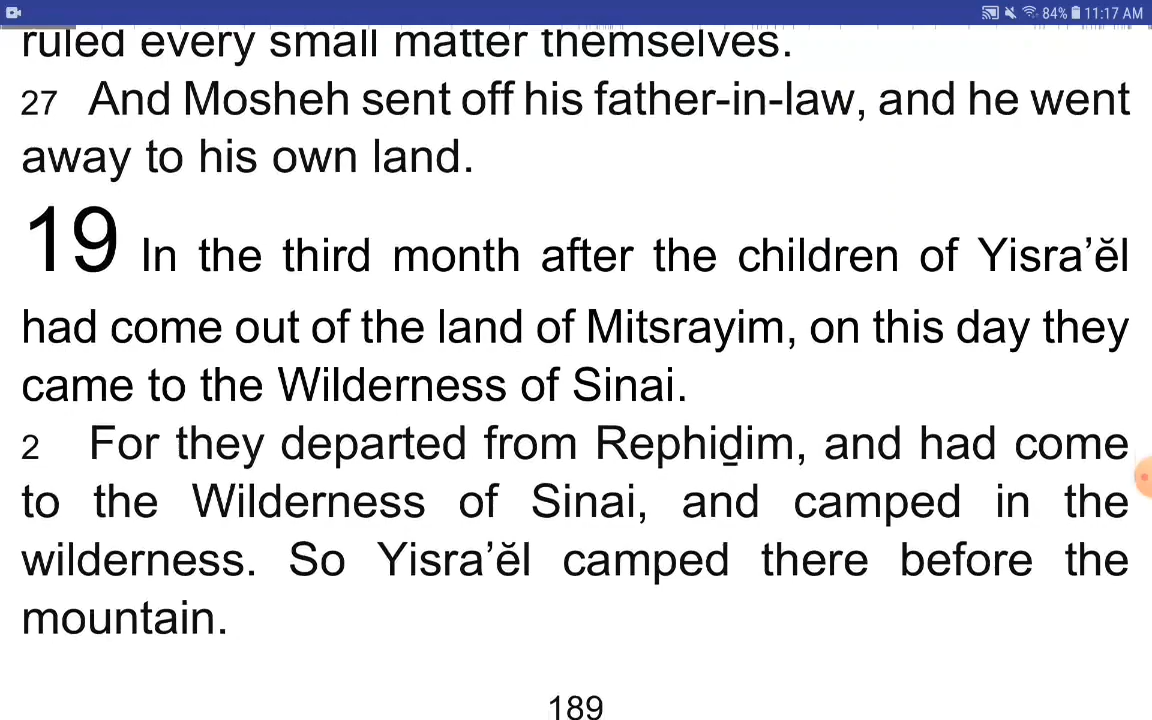 84% 11:17 AM
ruled every small matter themselves.
27 And Mosheh sent off his father-in-law, and he went
away to his own land.
19 In the third month after the children of Yisra’ĕl
had come out of the land of Mitsrayim, on this day they
came to the Wilderness of Sinai.
2 For they departed from Rephiḏim, and had come
to the Wilderness of Sinai, and camped in the
wilderness. So Yisra’ĕl camped there before the
mountain.
189